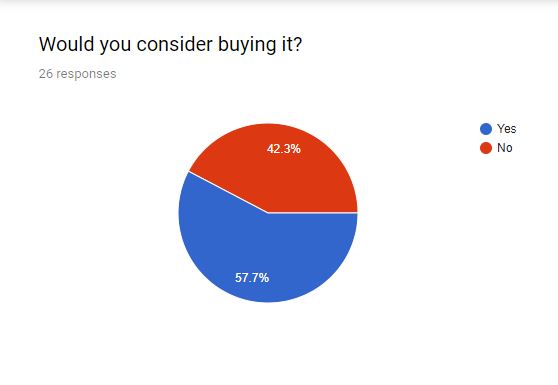 Would you consider buying it?
26 responses
Yes
No
42.3%
57.7%